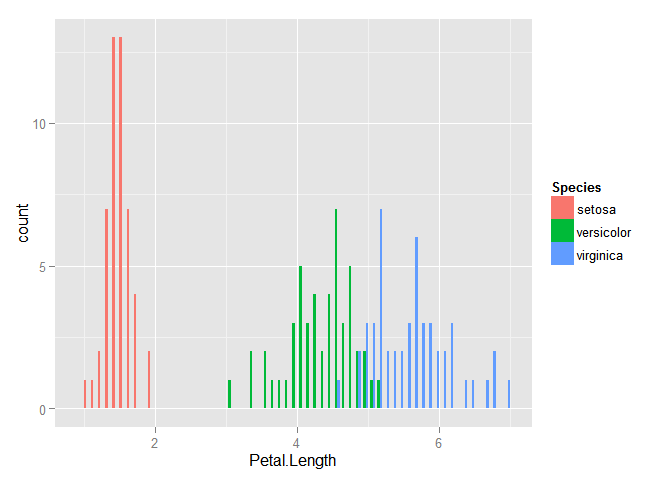 10
5
0
count
2
4
6
Petal.Length
Species
setosa
versicolor
virginica